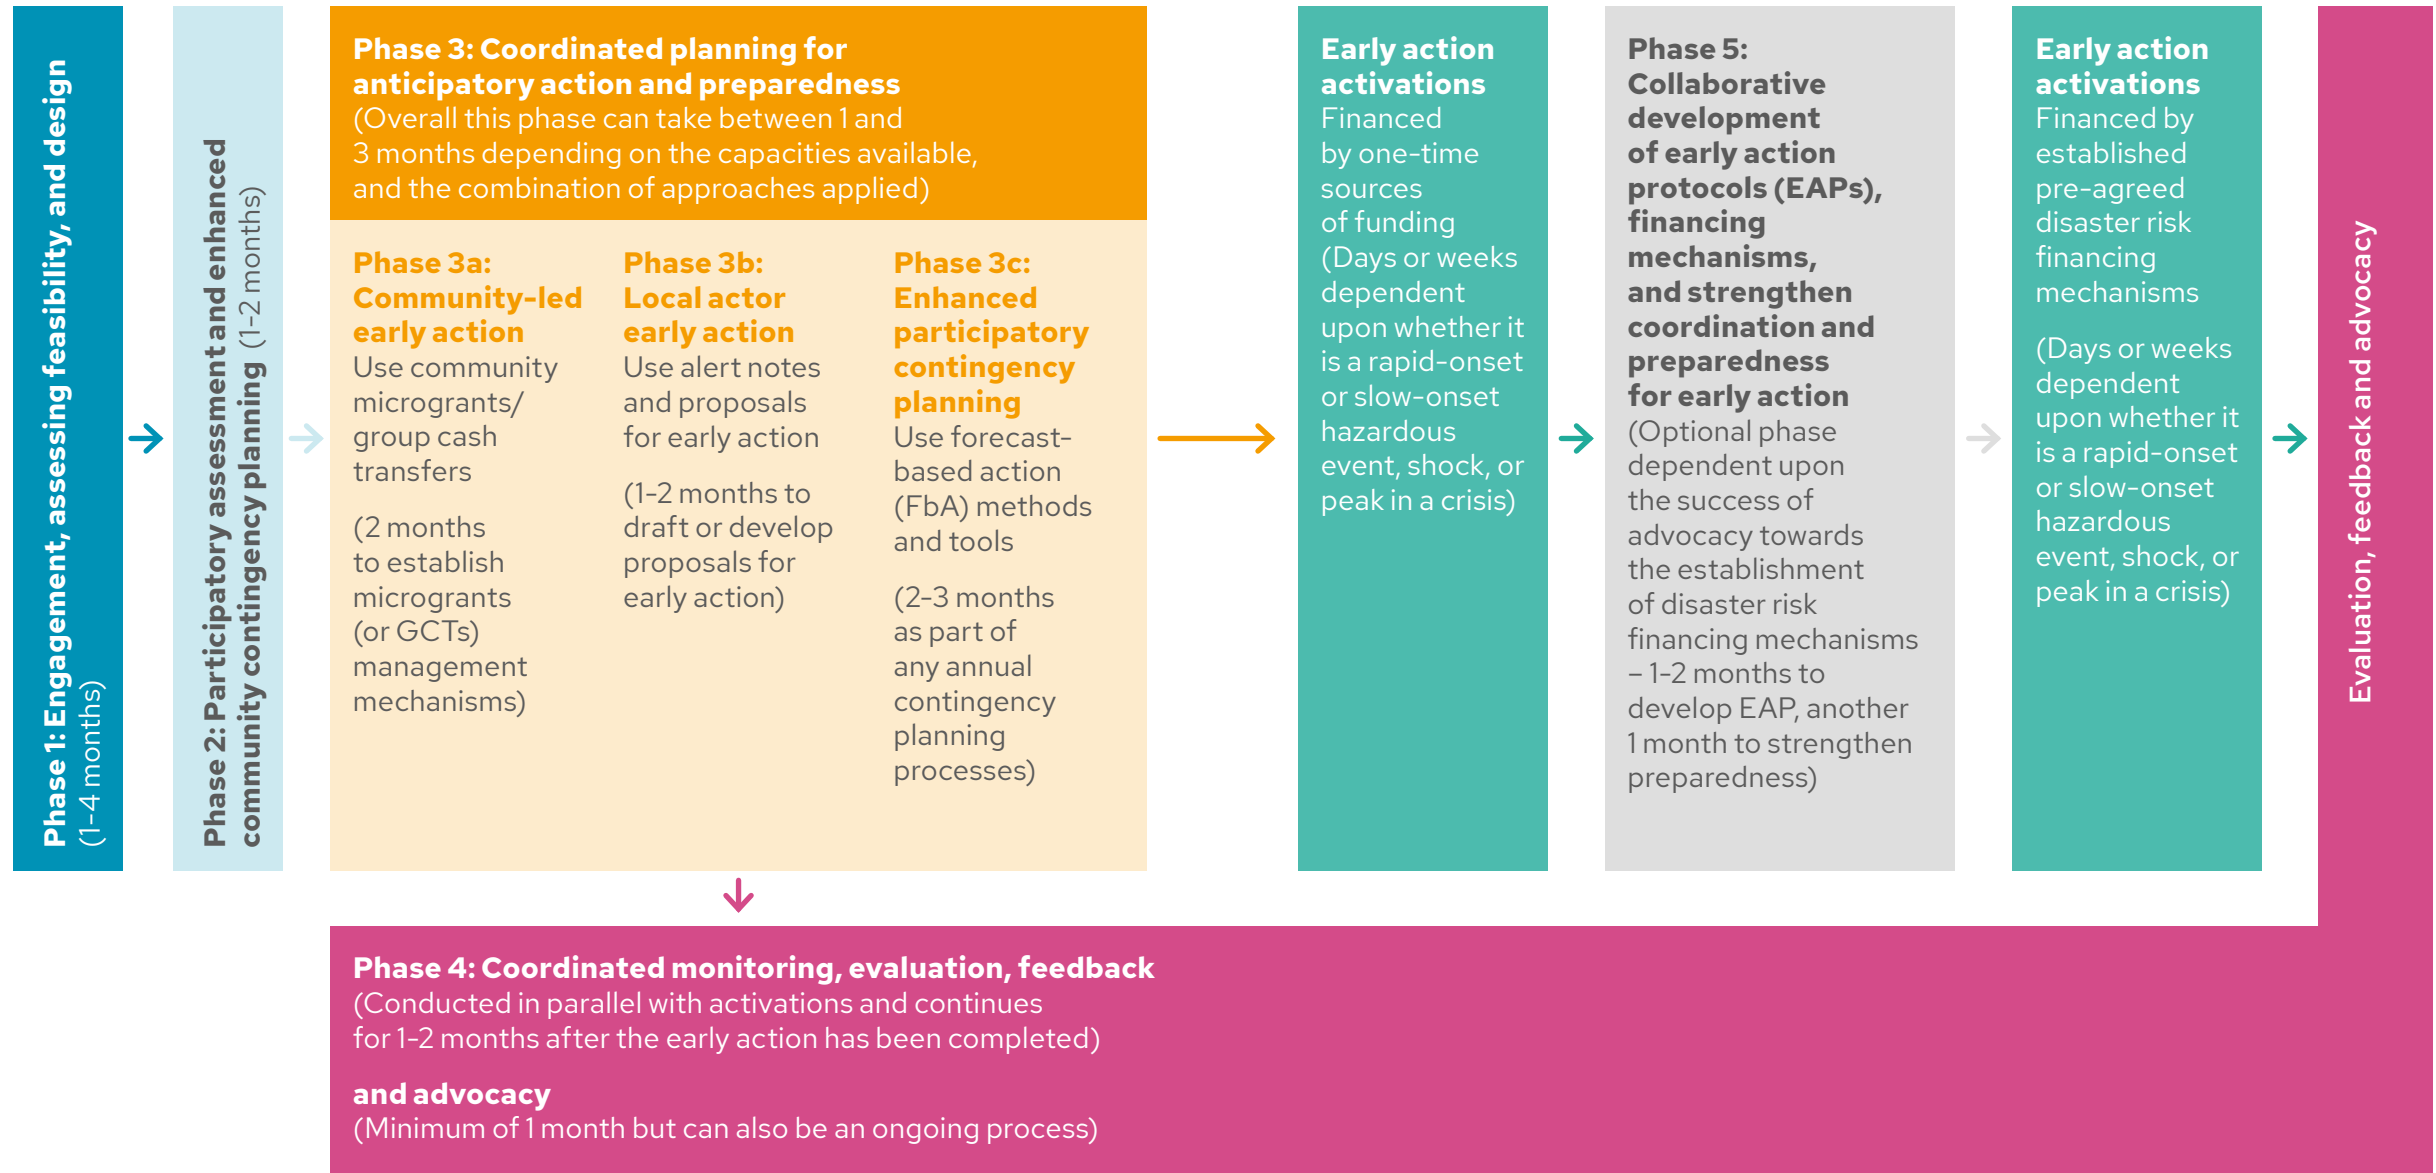 Phase 1: Engagement, assessing feasibility, and design
(1-4 months)
Phase 2: Participatory assessment and enhanced
community contingency planning (1-2 months)
Phase 3: Coordinated planning for
anticipatory action and preparedness
(Overall this phase can take between 1 and
3 months depending on the capacities available,
and the combination of approaches applied)
Phase 3a:
Community-led
early action
Use community
microgrants/
group cash
transfers
(2 months
to establish
microgrants
(or GCTs)
management
mechanisms)
Phase 3b:
Local actor
early action
Use alert notes
and proposals
for early action
(1-2 months to
draft or develop
proposals for
early action)
Phase 3c:
Enhanced
participatory
contingency
planning
Use forecast-
based action
(FbA) methods
and tools
(2-3 months
as part of
any annual
contingency
planning
processes)
Early action
activations
Financed
by one-time
sources
of funding
(Days or weeks
dependent
upon whether it
is a rapid-onset
or slow-onset
hazardous
event, shock, or
peak in a crisis)
Phase 5:
Collaborative
development
of early action
protocols (EAPs),
financing
mechanisms,
and strengthen
coordination and
preparedness
for early action
(Optional phase
dependent upon
the success of
advocacy towards
the establishment
of disaster risk
financing mechanisms
– 1-2 months to
develop EAP, another
1 month to strengthen
preparedness)
Early action
activations
Financed by
established
pre-agreed
disaster risk
financing
mechanisms
(Days or weeks
dependent
upon whether it
is a rapid-onset
or slow-onset
hazardous
event, shock, or
peak in a crisis)
Evaluation, feedback and advocacy
Phase 4: Coordinated monitoring, evaluation, feedback
(Conducted in parallel with activations and continues
for 1-2 months after the early action has been completed)
and advocacy
(Minimum of 1 month but can also be an ongoing process)